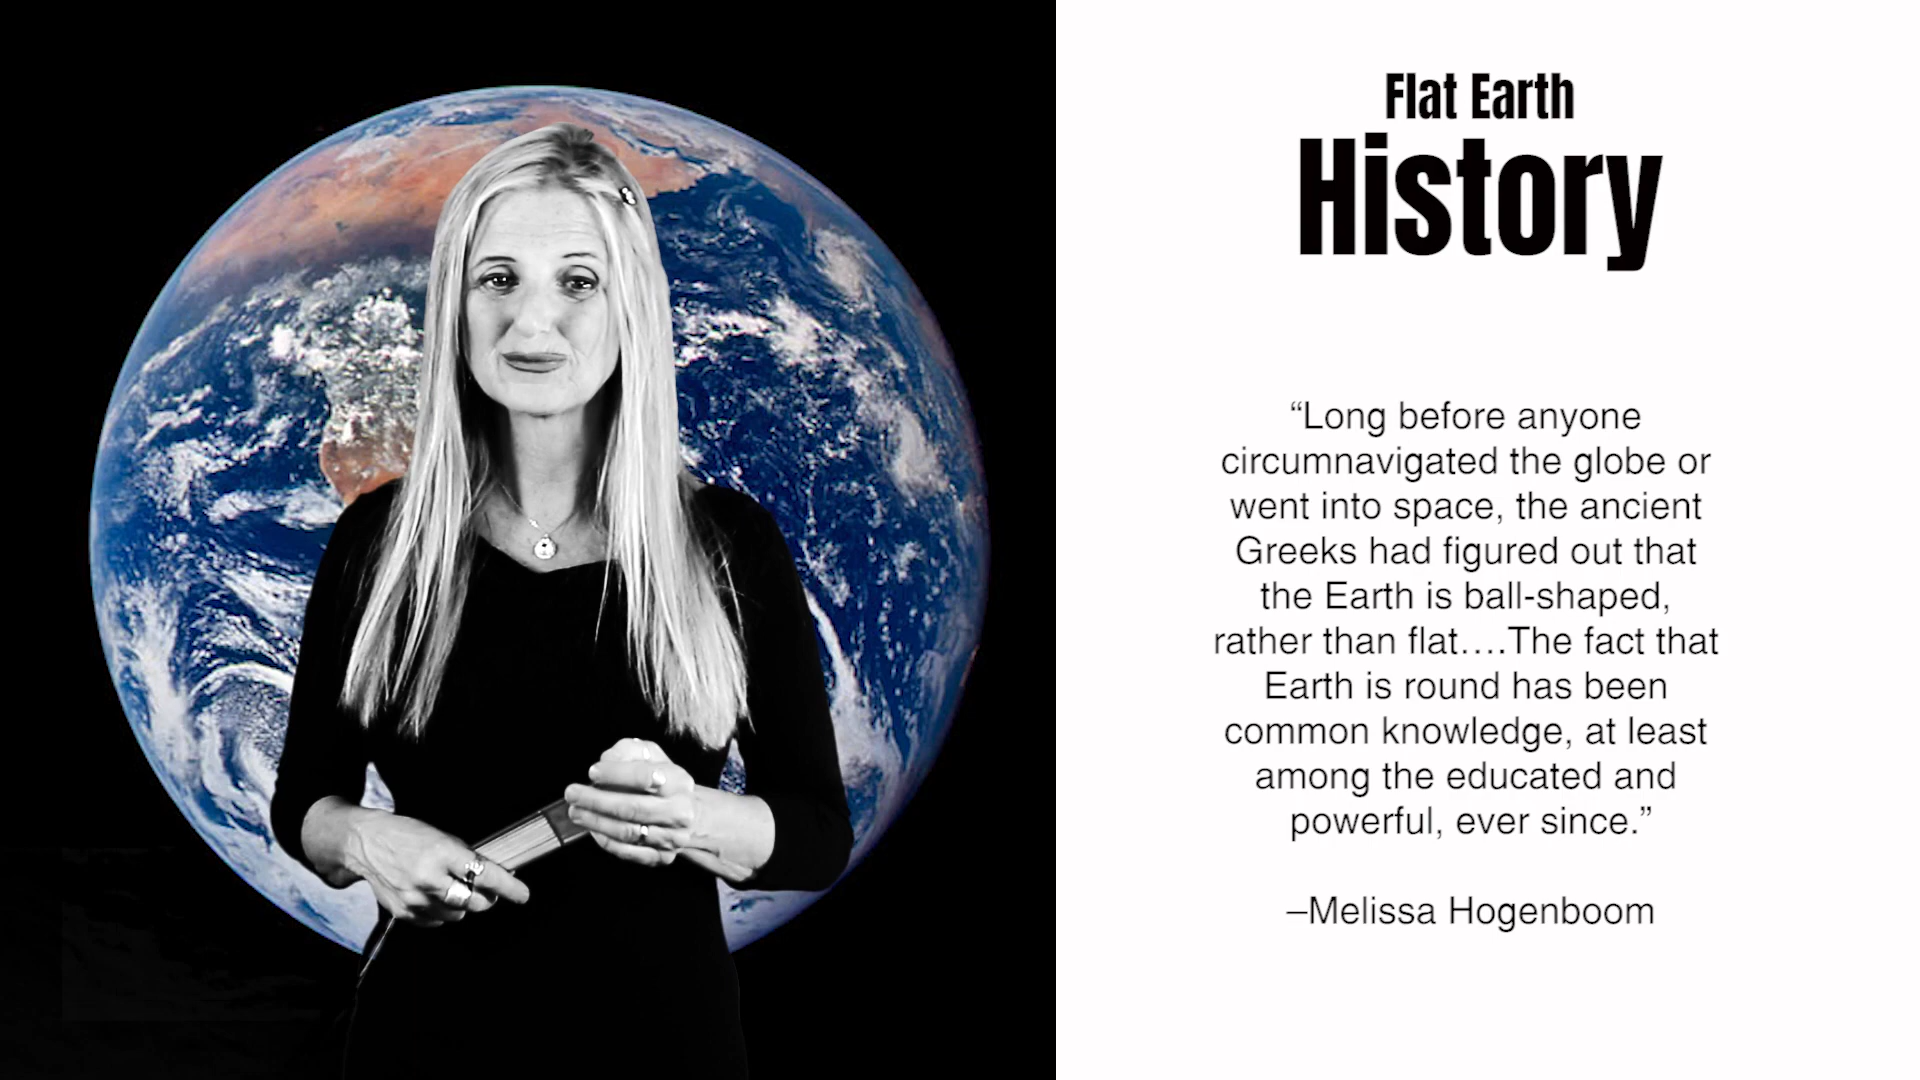 Flat Earth
History
“Long before anyone
circumnavigated the globe or
went into space, the ancient
Greeks had figured out that
the Earth is ball-shaped,
rather than flat….The fact that
Earth is round has been
common knowledge, at least
among the educated and
powerful, ever since.”
–Melissa Hogenboom